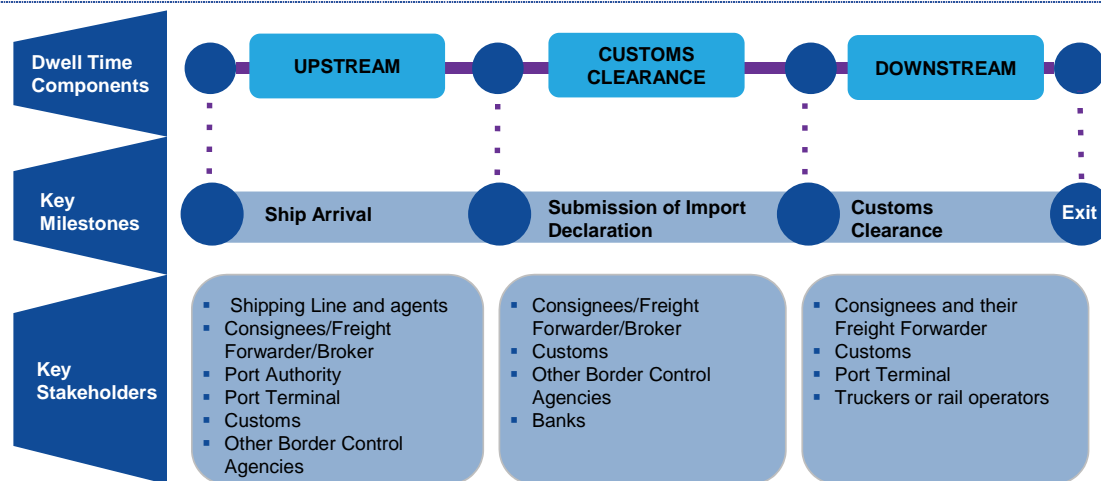 Dwell Time
Components
UPSTREAM
CUSTOMS
CLEARANCE
DOWNSTREAM
Key
Milestones
Ship Arrival
Submission of Import
Declaration
Customs
Clearance
Exit
Key
Stakeholders
▪ Shipping Line and agents
▪ Consignees/Freight
Forwarder/Broker
▪ Port Authority
▪ Port Terminal
▪ Customs
▪ Other Border Control
Agencies
▪ Consignees/Freight
Forwarder/Broker
▪ Customs
▪ Other Border Control
Agencies
▪ Banks
▪ Consignees and their
Freight Forwarder
▪ Customs
▪ Port Terminal
▪ Truckers or rail operators